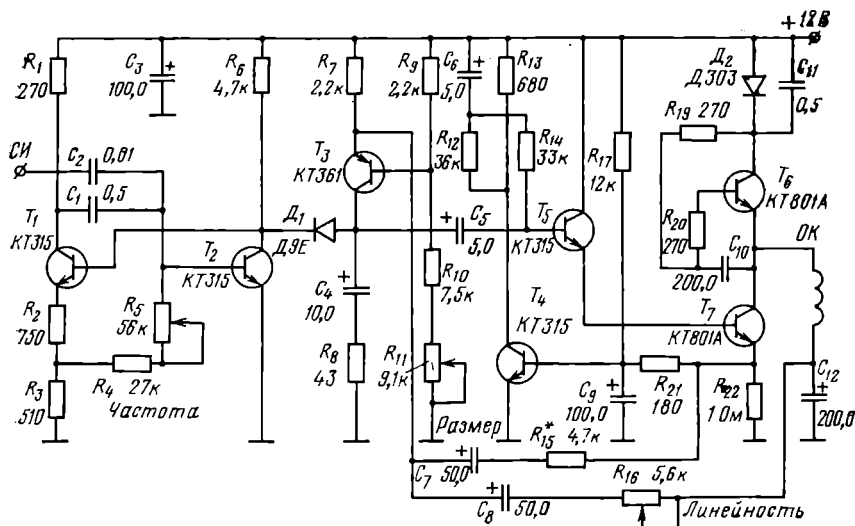 + 12 В
R1
270
C3
100,0
+
R6
4,7к
R7
2,2к
R9
2,2к
C6
5,0
+
R13
680
Д2
Д303
C11
0,5
R19 270
СИ
C2
0,01
C1
0,5
T3
КТ361
R12
36к
R14
33к
R17
12к
T6
КТ801А
T1
КТ315
T2
КТ315
Д1
Д9Е
+
C5
5,0
T5
КТ315
R20
270
C10
200,0
ОК
R2
750
R5
56к
+
C4
10,0
R10
7,5к
T4
КТ315
T7
КТ801А
R3
510
R4
27к
Частота
R8
43
R11
9,1к
Размер
+
C9
100,0
R21
180
R22
1 0м
C12
+
200,0
R15*
4,7к
C7
+
50,0
R16
5,6к
C8
+
50,0
Линейность